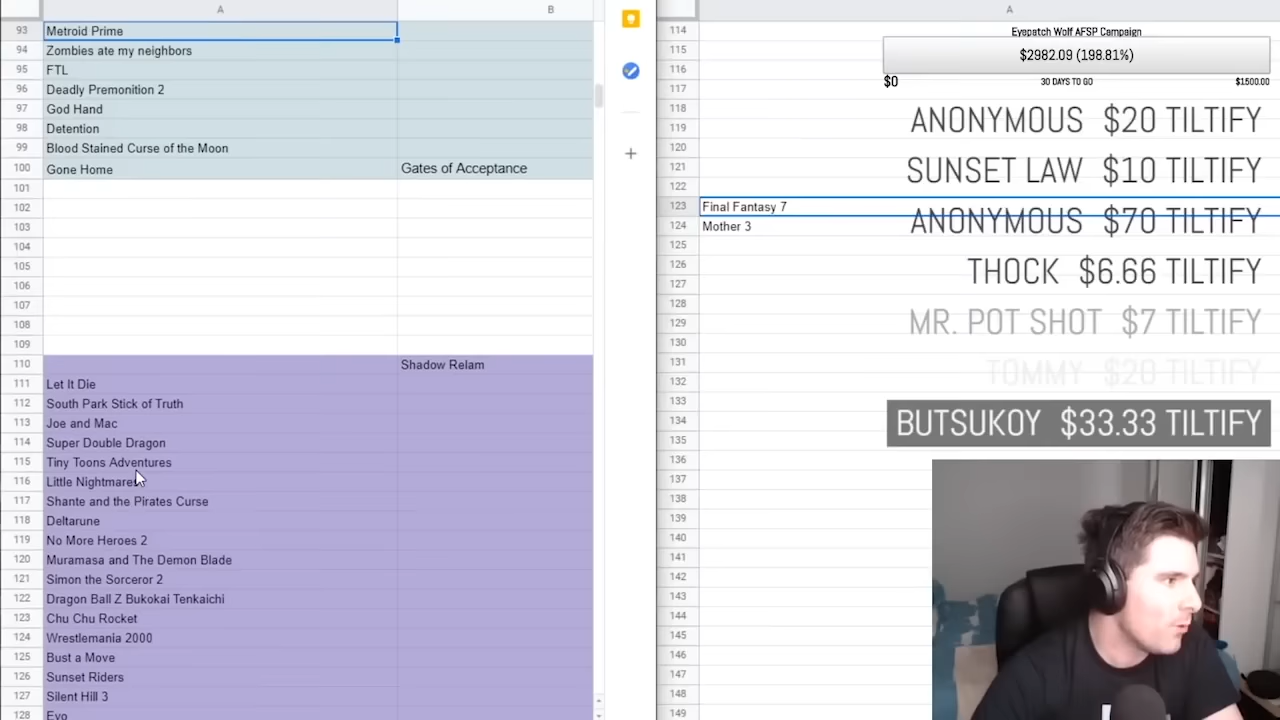 A
B
93 Metroid Prime
94 Zombies ate my neighbors
95 FTL
96 Deadly Premonition 2
97 God Hand
98 Detention
99 Blood Stained Curse of the Moon
100 Gone Home Gates of Acceptance
101
102
103
104
105
106
107
108
109
110 Shadow Relam
111 Let It Die
112 South Park Stick of Truth
113 Joe and Mac
114 Super Double Dragon
115 Tiny Toons Adventures
116 Little Nightmares
117 Shante and the Pirates Curse
118 Deltarune
119 No More Heroes 2
120 Muramasa and The Demon Blade
121 Simon the Sorceror 2
122 Dragon Ball Z Bukokai Tenkaichi
123 Chu Chu Rocket
124 Wrestlemania 2000
125 Bust a Move
126 Sunset Riders
127 Silent Hill 3
128 Evo
A
114
115
116
117
118
119
120
121
122
123 Final Fantasy 7
124 Mother 3
125
126
127
128
129
130
131
132
133
134
135
136
137
138
139
140
141
142
143
144
145
146
147
148
149
Eyepatch Wolf AFSP Campaign
$2982.09 (198.81%)
$0 30 DAYS TO GO $1500.00
ANONYMOUS $20 TILTIFY
SUNSET LAW $10 TILTIFY
ANONYMOUS $70 TILTIFY
THOCK $6.66 TILTIFY
MR. POT SHOT $7 TILTIFY
TOMMY $20 TILTIFY
BUTSUKOY $33.33 TILTIFY